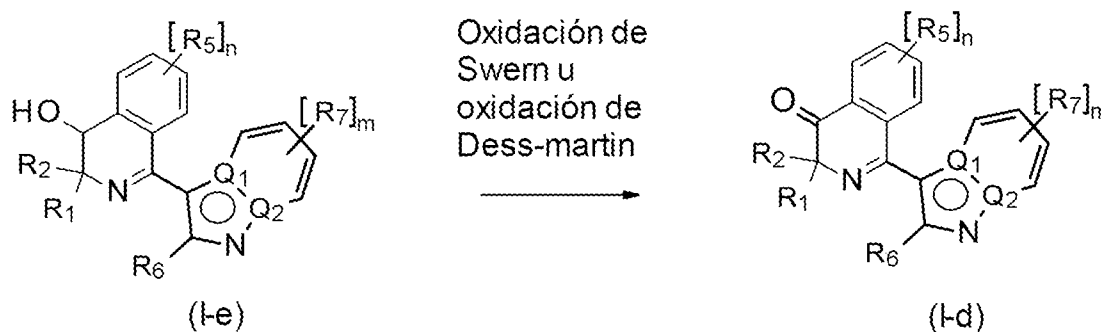 [R5]n
HO
R2
R1
N
Q1
Q2
N
R6
[R7]m
(I-e)
Oxidación de
Swern u
oxidación de
Dess-martin
[R5]n
O
R2
R1
N
Q1
Q2
N
R6
[R7]m
(I-d)